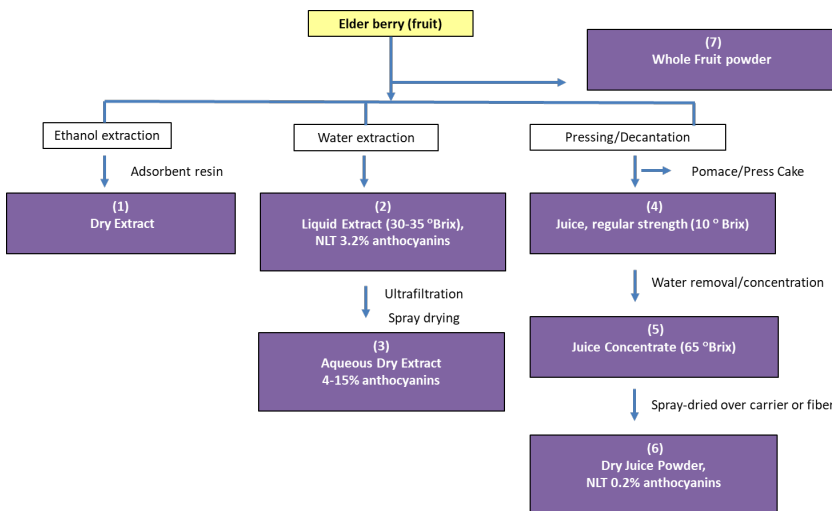 Elder berry (fruit)
(7)
Whole Fruit powder
Ethanol extraction
Water extraction
Pressing/Decantation
Adsorbent resin
Pomace/Press Cake
(1)
Dry Extract
(2)
Liquid Extract (30-35 °Brix),
NLT 3.2% anthocyanins
(4)
Juice, regular strength (10 ° Brix)
Ultrafiltration
Spray drying
Water removal/concentration
(3)
Aqueous Dry Extract
4-15% anthocyanins
(5)
Juice Concentrate (65 °Brix)
Spray-dried over carrier or fiber
(6)
Dry Juice Powder,
NLT 0.2% anthocyanins